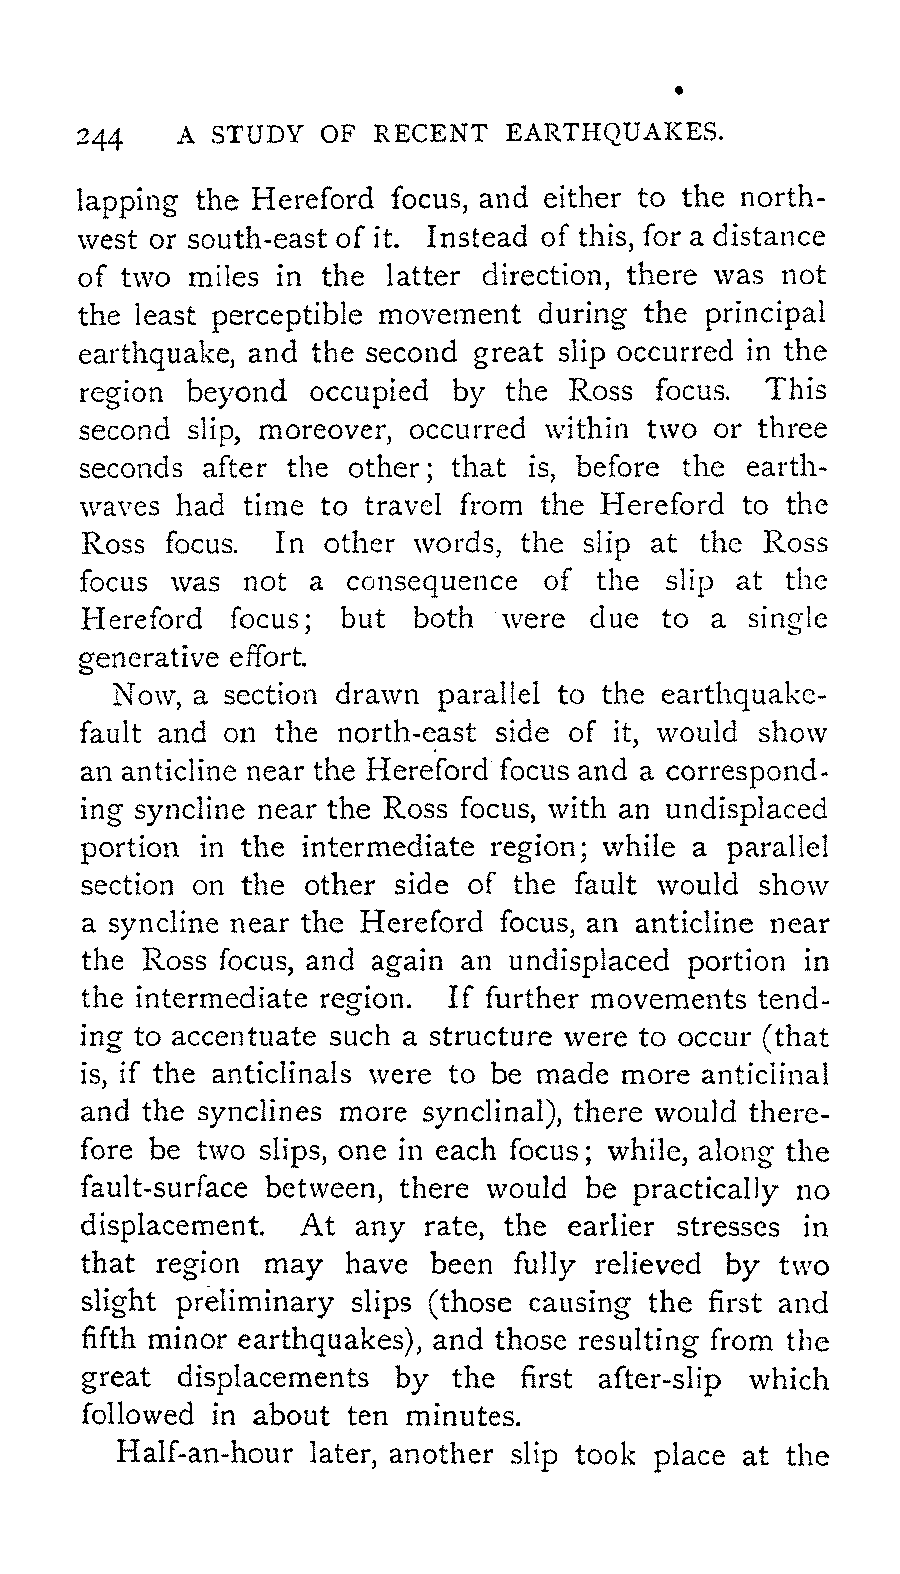 244 A STUDY OF RECENT EARTHQUAKES.
lapping the Hereford focus, and either to the north-
west or south-east of it. Instead of this, for a distance
of two miles in the latter direction, there was not
the least perceptible movement during the principal
earthquake, and the second great slip occurred in the
region beyond occupied by the Ross focus. This
second slip, moreover, occurred within two or three
seconds after the other; that is, before the earth-
waves had time to travel from the Hereford to the
Ross focus. In other words, the slip at the Ross
focus was not a consequence of the slip at the
Hereford focus; but both were due to a single
generative effort.
Now, a section drawn parallel to the earthquake-
fault and on the north-east side of it, would show
an anticline near the Hereford focus and a correspond-
ing syncline near the Ross focus, with an undisplaced
portion in the intermediate region; while a parallel
section on the other side of the fault would show
a syncline near the Hereford focus, an anticline near
the Ross focus, and again an undisplaced portion in
the intermediate region. If further movements tend-
ing to accentuate such a structure were to occur (that
is, if the anticlinals were to be made more anticlinal
and the synclines more synclinal), there would there-
fore be two slips, one in each focus; while, along the
fault-surface between, there would be practically no
displacement. At any rate, the earlier stresses in
that region may have been fully relieved by two
slight preliminary slips (those causing the first and
fifth minor earthquakes), and those resulting from the
great displacements by the first after-slip which
followed in about ten minutes.
Half-an-hour later, another slip took place at the